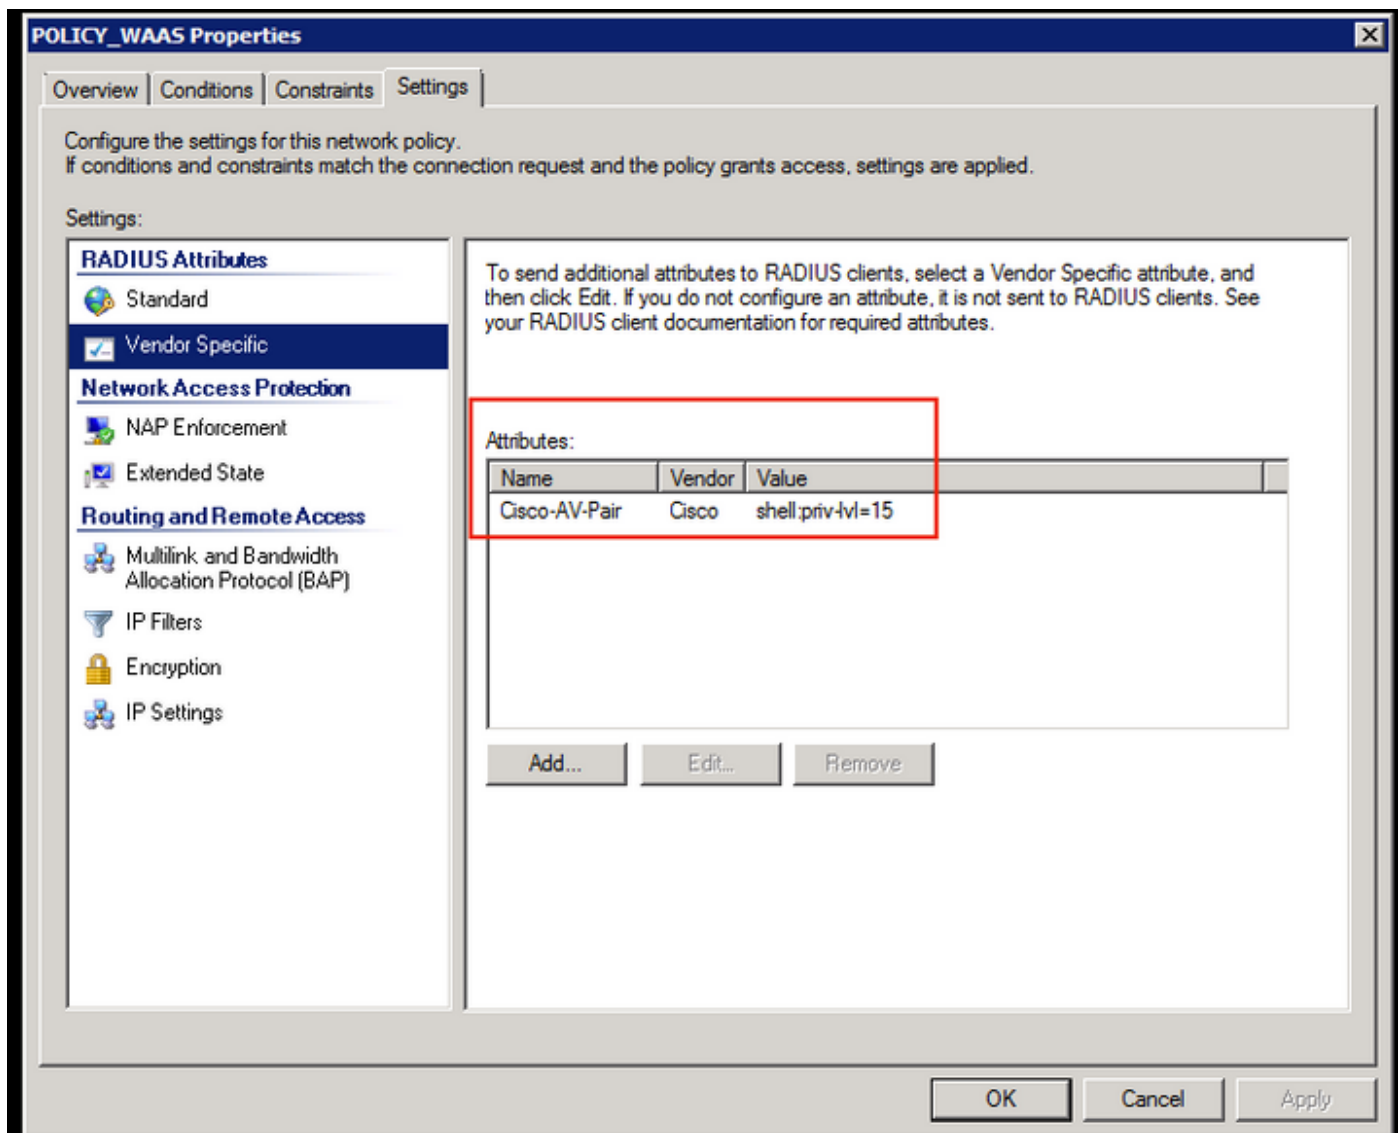 POLICY_WAAS Properties
Overview Conditions Constraints Settings
Configure the settings for this network policy.
If conditions and constraints match the connection request and the policy grants access, settings are applied.
Settings:
RADIUS Attributes
Standard
Vendor Specific
Network Access Protection
NAP Enforcement
Extended State
Routing and Remote Access
Multilink and Bandwidth
Allocation Protocol (BAP)
IP Filters
Encryption
IP Settings
To send additional attributes to RADIUS clients, select a Vendor Specific attribute, and
then click Edit. If you do not configure an attribute, it is not sent to RADIUS clients. See
your RADIUS client documentation for required attributes.
Attributes:
Name Vendor Value
Cisco-AV-Pair Cisco shell:priv-lvl=15
Add... Edit... Remove
OK Cancel Apply